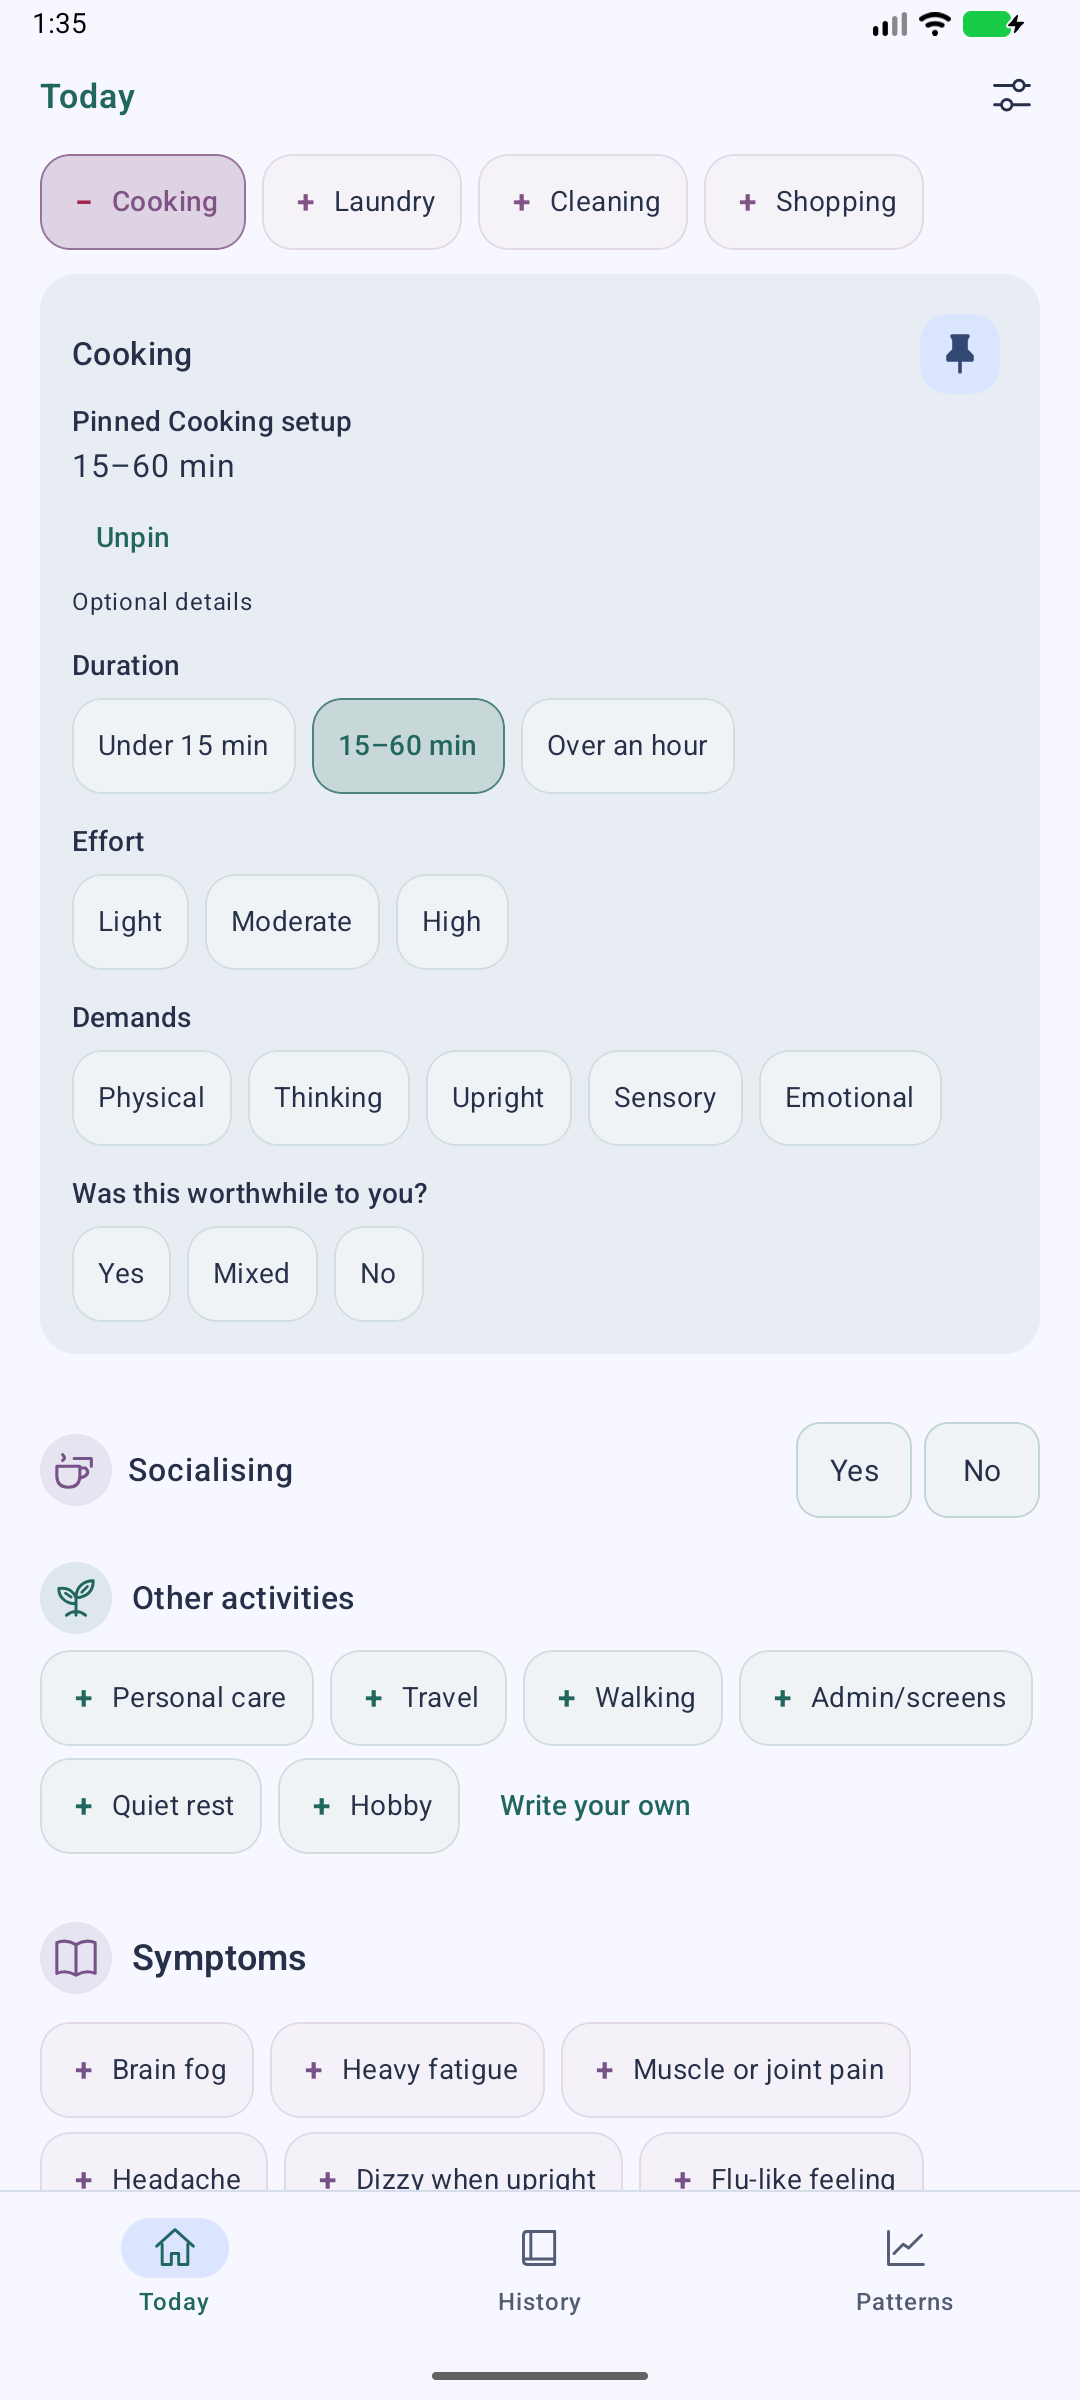 1:35
Today
− Cooking + Laundry + Cleaning + Shopping
Cooking
Pinned Cooking setup
15–60 min
Unpin
Optional details
Duration
Under 15 min 15–60 min Over an hour
Effort
Light Moderate High
Demands
Physical Thinking Upright Sensory Emotional
Was this worthwhile to you?
Yes Mixed No
Socialising Yes No
Other activities
+ Personal care + Travel + Walking + Admin/screens
+ Quiet rest + Hobby Write your own
Symptoms
+ Brain fog + Heavy fatigue + Muscle or joint pain
+ Headache + Dizzy when upright + Flu-like feeling
Today History Patterns